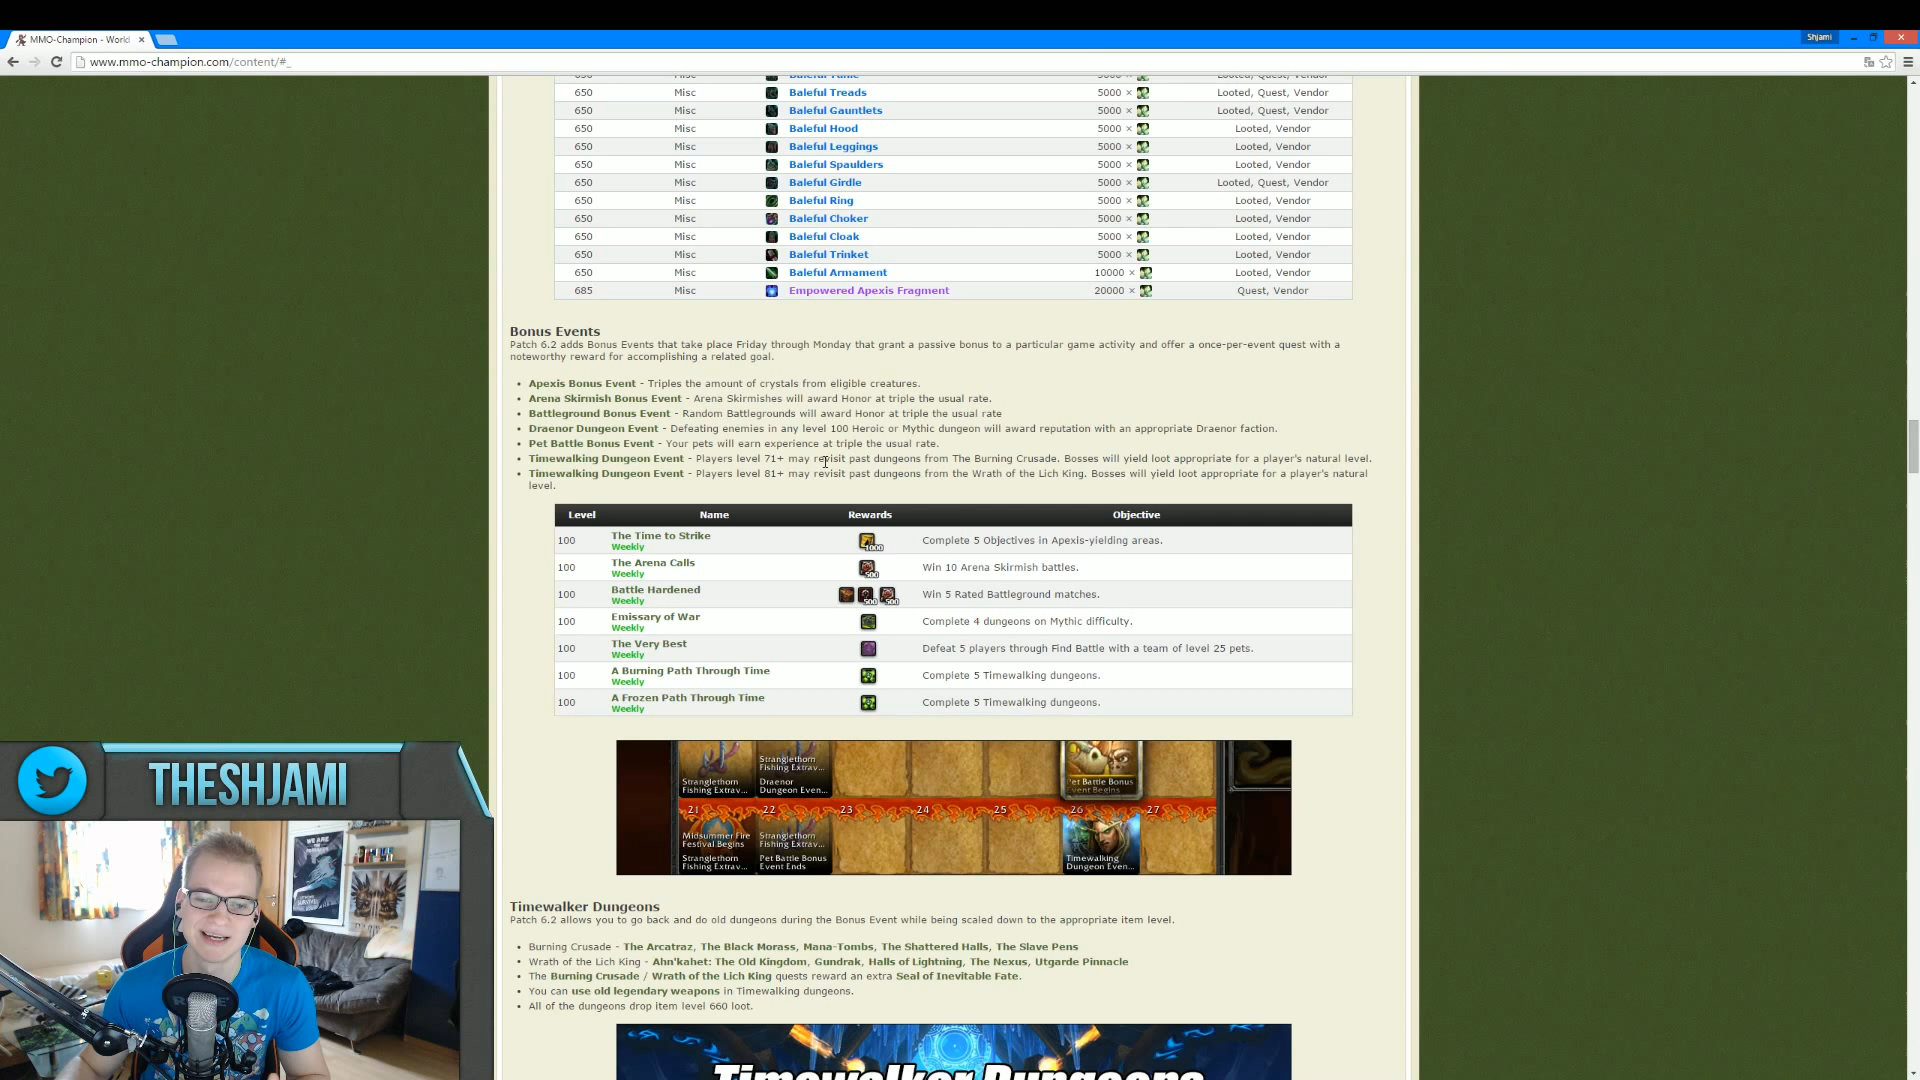 MMO-Champion - World
Shjami
www.mmo-champion.com/content/#_
650 Misc Baleful Tunic 5000 × Looted, Quest, Vendor
650 Misc Baleful Treads 5000 × Looted, Quest, Vendor
650 Misc Baleful Gauntlets 5000 × Looted, Quest, Vendor
650 Misc Baleful Hood 5000 × Looted, Vendor
650 Misc Baleful Leggings 5000 × Looted, Vendor
650 Misc Baleful Spaulders 5000 × Looted, Vendor
650 Misc Baleful Girdle 5000 × Looted, Quest, Vendor
650 Misc Baleful Ring 5000 × Looted, Vendor
650 Misc Baleful Choker 5000 × Looted, Vendor
650 Misc Baleful Cloak 5000 × Looted, Vendor
650 Misc Baleful Trinket 5000 × Looted, Vendor
650 Misc Baleful Armament 10000 × Looted, Vendor
685 Misc Empowered Apexis Fragment 20000 × Quest, Vendor
Bonus Events
Patch 6.2 adds Bonus Events that take place Friday through Monday that grant a passive bonus to a particular game activity and offer a once-per-event quest with a
noteworthy reward for accomplishing a related goal.
• Apexis Bonus Event - Triples the amount of crystals from eligible creatures.
• Arena Skirmish Bonus Event - Arena Skirmishes will award Honor at triple the usual rate.
• Battleground Bonus Event - Random Battlegrounds will award Honor at triple the usual rate
• Draenor Dungeon Event - Defeating enemies in any level 100 Heroic or Mythic dungeon will award reputation with an appropriate Draenor faction.
• Pet Battle Bonus Event - Your pets will earn experience at triple the usual rate.
• Timewalking Dungeon Event - Players level 71+ may revisit past dungeons from The Burning Crusade. Bosses will yield loot appropriate for a player's natural level.
• Timewalking Dungeon Event - Players level 81+ may revisit past dungeons from the Wrath of the Lich King. Bosses will yield loot appropriate for a player's natural
level.
Level Name Rewards Objective
100 The Time to Strike 1000 Complete 5 Objectives in Apexis-yielding areas.
Weekly
100 The Arena Calls 500 Win 10 Arena Skirmish battles.
Weekly
100 Battle Hardened 500 500 Win 5 Rated Battleground matches.
Weekly
100 Emissary of War Complete 4 dungeons on Mythic difficulty.
Weekly
100 The Very Best Defeat 5 players through Find Battle with a team of level 25 pets.
Weekly
100 A Burning Path Through Time Complete 5 Timewalking dungeons.
Weekly
100 A Frozen Path Through Time Complete 5 Timewalking dungeons.
Weekly
Stranglethorn
Fishing Extrav...
Stranglethorn
Fishing Extrav...
Draenor
Dungeon Even...
Pet Battle Bonus
Event Begins
21 22 23 24 25 26 27
Midsummer Fire
Festival Begins
Stranglethorn
Fishing Extrav...
Stranglethorn
Fishing Extrav...
Pet Battle Bonus
Event Ends
Timewalking
Dungeon Even...
Timewalker Dungeons
Patch 6.2 allows you to go back and do old dungeons during the Bonus Event while being scaled down to the appropriate item level.
• Burning Crusade - The Arcatraz, The Black Morass, Mana-Tombs, The Shattered Halls, The Slave Pens
• Wrath of the Lich King - Ahn'kahet: The Old Kingdom, Gundrak, Halls of Lightning, The Nexus, Utgarde Pinnacle
• The Burning Crusade / Wrath of the Lich King quests reward an extra Seal of Inevitable Fate.
• You can use old legendary weapons in Timewalking dungeons.
• All of the dungeons drop item level 660 loot.
Timewalker Dungeons
THESHJAMI